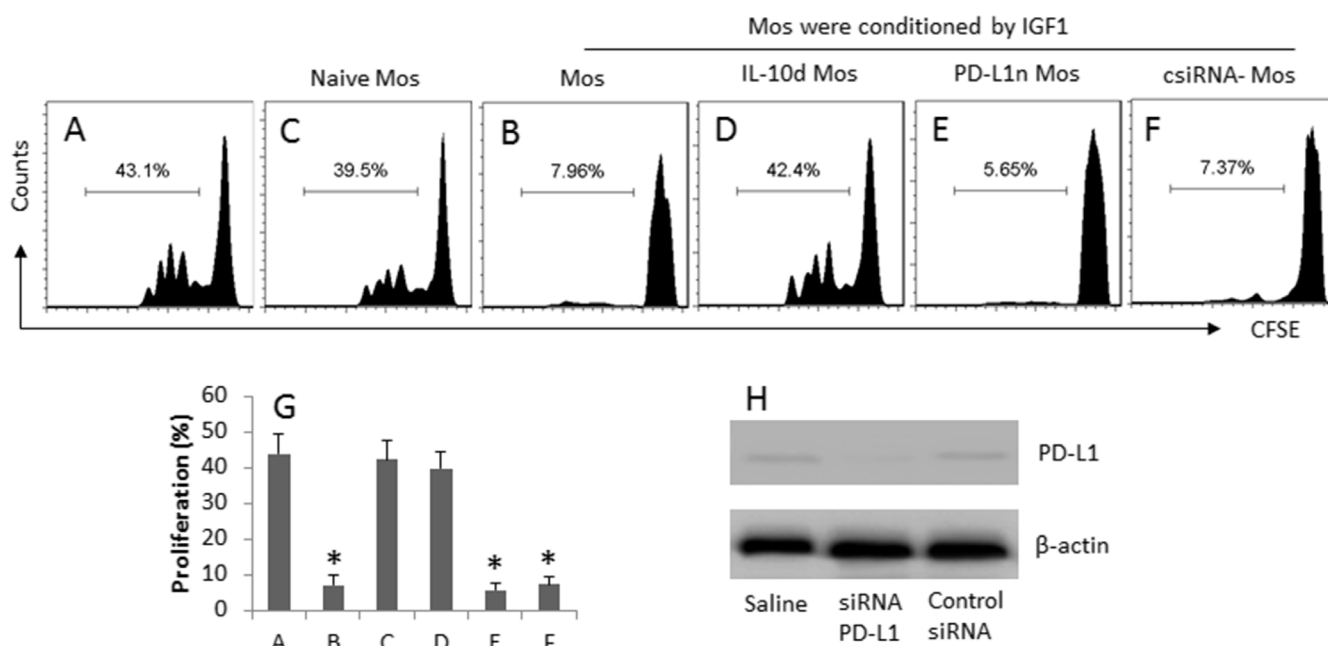 Mos were conditioned by IGF1
Naive Mos
Mos
IL-10d Mos
PD-L1n Mos
csiRNA- Mos
Counts
A
43.1%
C
39.5%
B
7.96%
D
42.4%
E
5.65%
F
7.37%
CFSE
G
Proliferation (%)
60
50
40
30
20
10
0
*
*
*
A B C D E F
H
PD-L1
β-actin
Saline
siRNA
PD-L1
Control
siRNA